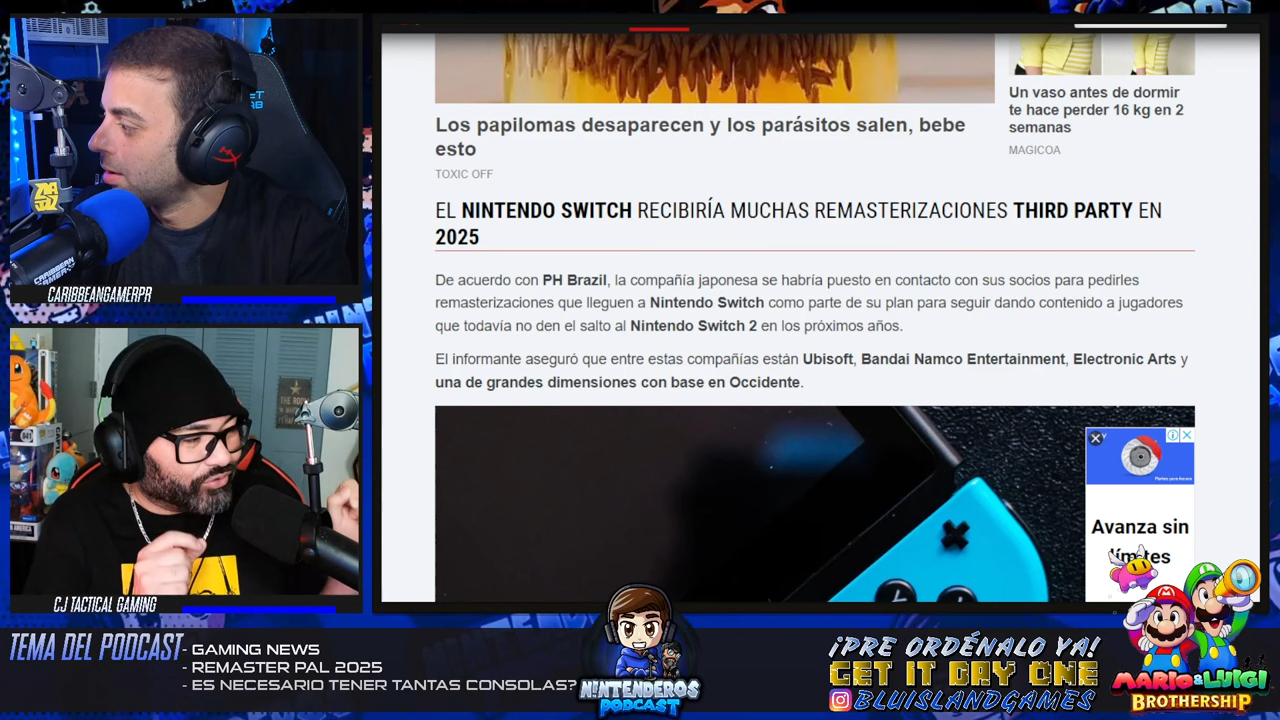 CARIBBEANGAMERPR
CJ TACTICAL GAMING
Los papilomas desaparecen y los parásitos salen, bebe
esto
TOXIC OFF
Un vaso antes de dormir
te hace perder 16 kg en 2
semanas
MAGICOA
EL NINTENDO SWITCH RECIBIRÍA MUCHAS REMASTERIZACIONES THIRD PARTY EN
2025
De acuerdo con PH Brazil, la compañía japonesa se habría puesto en contacto con sus socios para pedirles
remasterizaciones que lleguen a Nintendo Switch como parte de su plan para seguir dando contenido a jugadores
que todavía no den el salto al Nintendo Switch 2 en los próximos años.
El informante aseguró que entre estas compañías están Ubisoft, Bandai Namco Entertainment, Electronic Arts y
una de grandes dimensiones con base en Occidente.
Avanza sin
límites
TEMA DEL PODCAST
- GAMING NEWS
- REMASTER PAL 2025
- ES NECESARIO TENER TANTAS CONSOLAS?
NINTENDEROS
PODCAST
¡PRE ORDÉNALO YA!
GET IT DAY ONE
BLUISLANDGAMES
MARIO & LUIGI
BROTHERSHIP